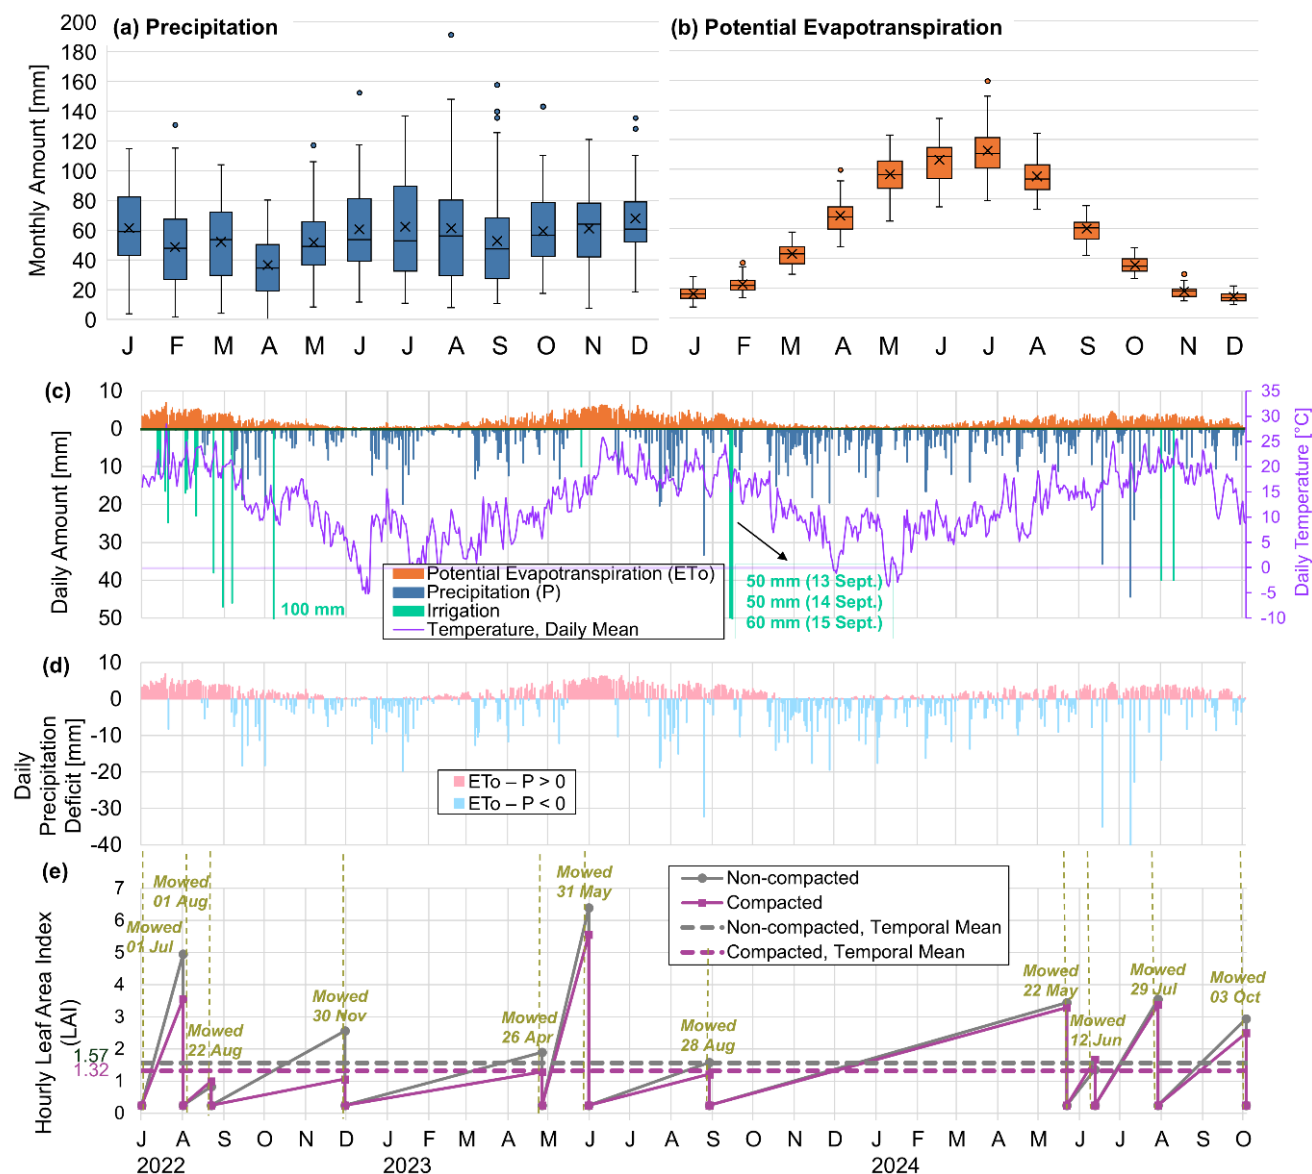 (a) Precipitation
(b) Potential Evapotranspiration
Monthly Amount [mm]
200
180
160
140
120
100
80
60
40
20
0
J F M A M J J A S O N D
J F M A M J J A S O N D
(c)
Daily Amount [mm]
10
0
10
20
30
40
50
35
30
25
20
15
10
5
0
-5
-10
Daily Temperature [°C]
100 mm
Potential Evapotranspiration (ETo)
Precipitation (P)
Irrigation
Temperature, Daily Mean
50 mm (13 Sept.)
50 mm (14 Sept.)
60 mm (15 Sept.)
(d)
Daily
Precipitation
Deficit [mm]
10
0
-10
-20
-30
-40
ETo – P > 0
ETo – P < 0
(e)
Hourly Leaf Area Index
(LAI)
7
6
5
4
3
2
1.57
1.32
1
0
Non-compacted
Compacted
Non-compacted, Temporal Mean
Compacted, Temporal Mean
Mowed
01 Jul
Mowed
01 Aug
Mowed
22 Aug
Mowed
30 Nov
Mowed
26 Apr
Mowed
31 May
Mowed
28 Aug
Mowed
22 May
Mowed
12 Jun
Mowed
29 Jul
Mowed
03 Oct
J A S O N D J F M A M J J A S O N D J F M A M J J A S O
2022 2023 2024